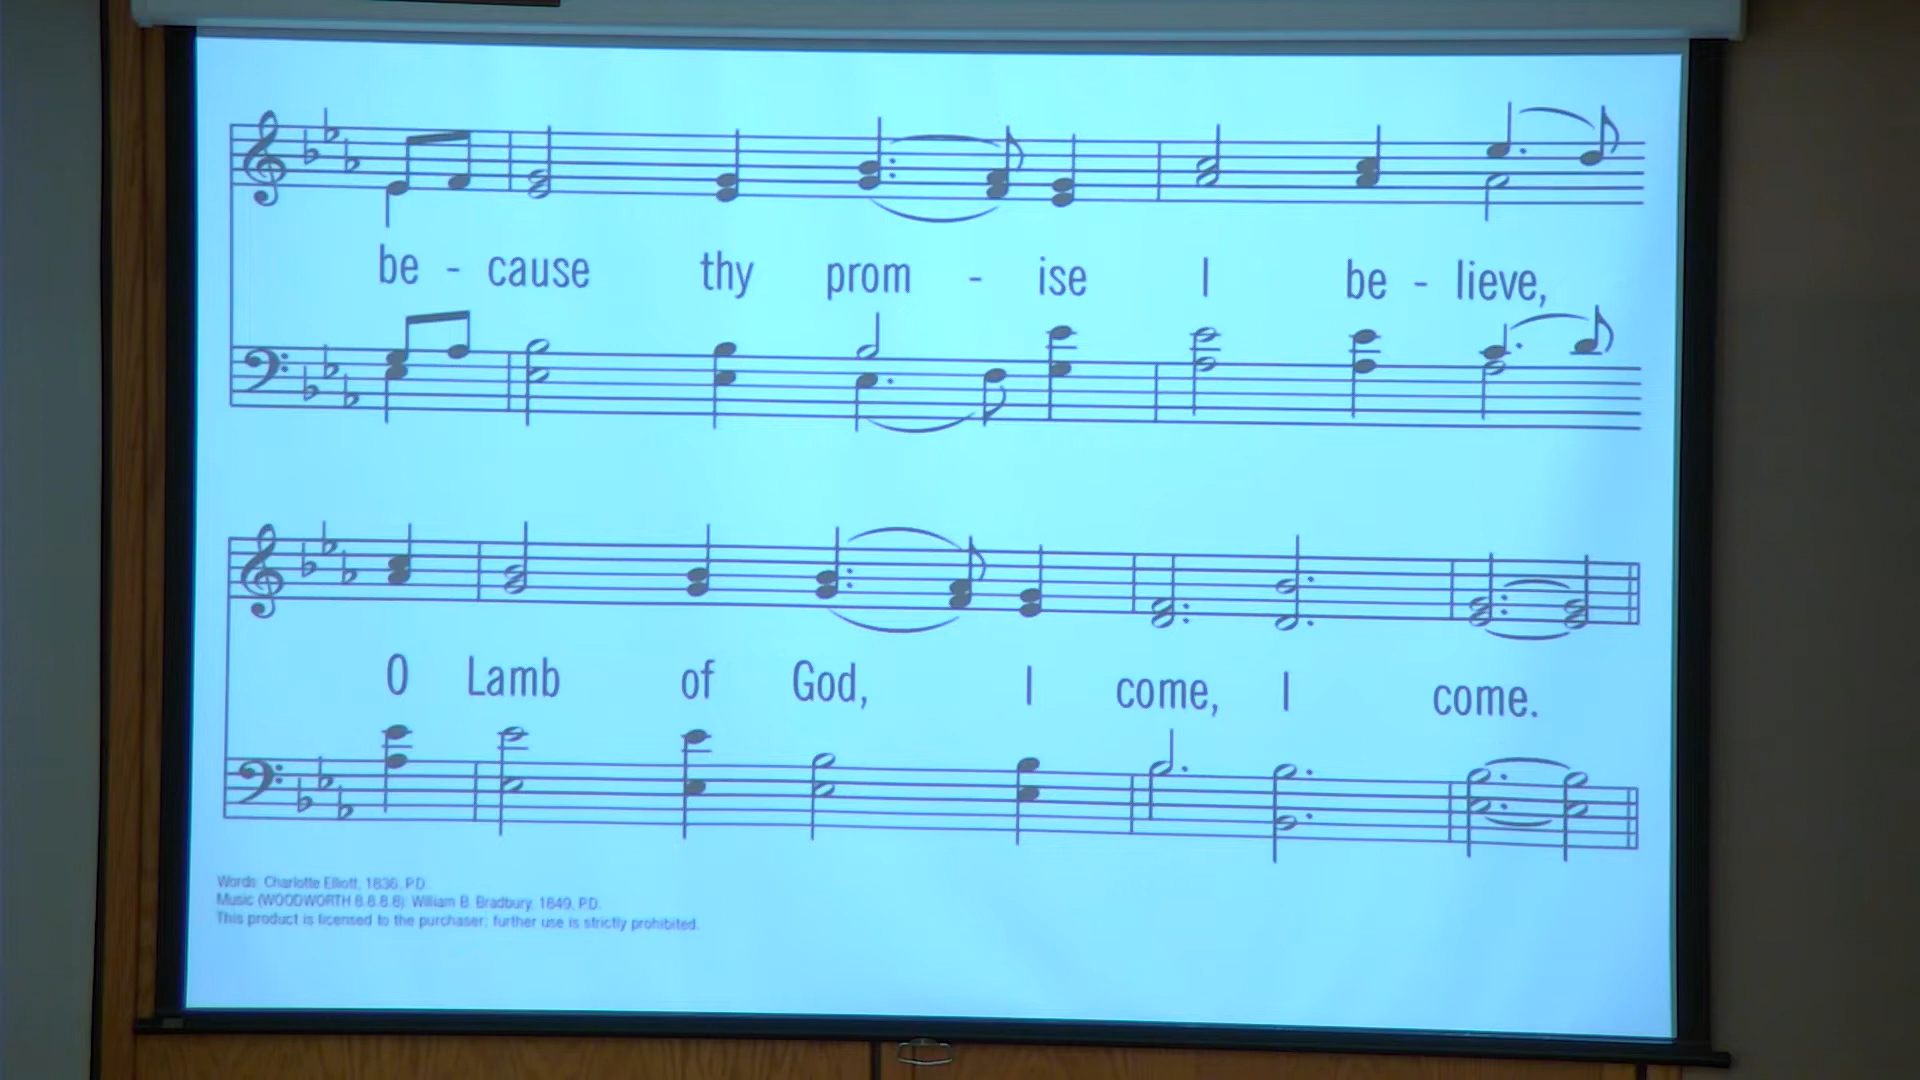 be - cause thy prom - ise I be - lieve,
O Lamb of God, I come, I come.
Words: Charlotte Elliott, 1836, P.D.
Music (WOODWORTH 8.8.8.8): William B. Bradbury, 1849, P.D.
This product is licensed to the purchaser; further use is strictly prohibited.